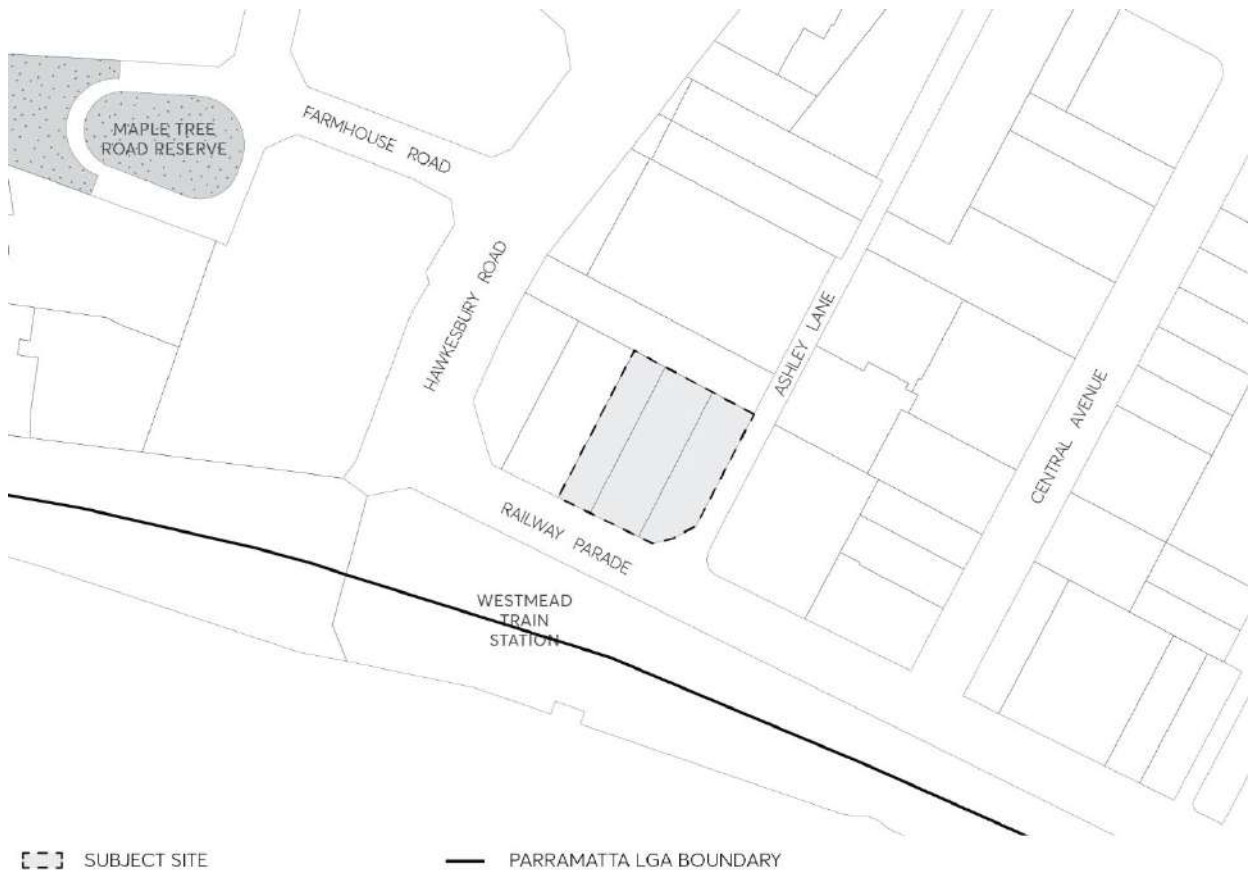 MAPLE TREE
ROAD RESERVE
FARMHOUSE ROAD
HAWKESBURY ROAD
ASHLEY LANE
CENTRAL AVENUE
RAILWAY PARADE
WESTMEAD
TRAIN
STATION
SUBJECT SITE
PARRAMATTA LGA BOUNDARY